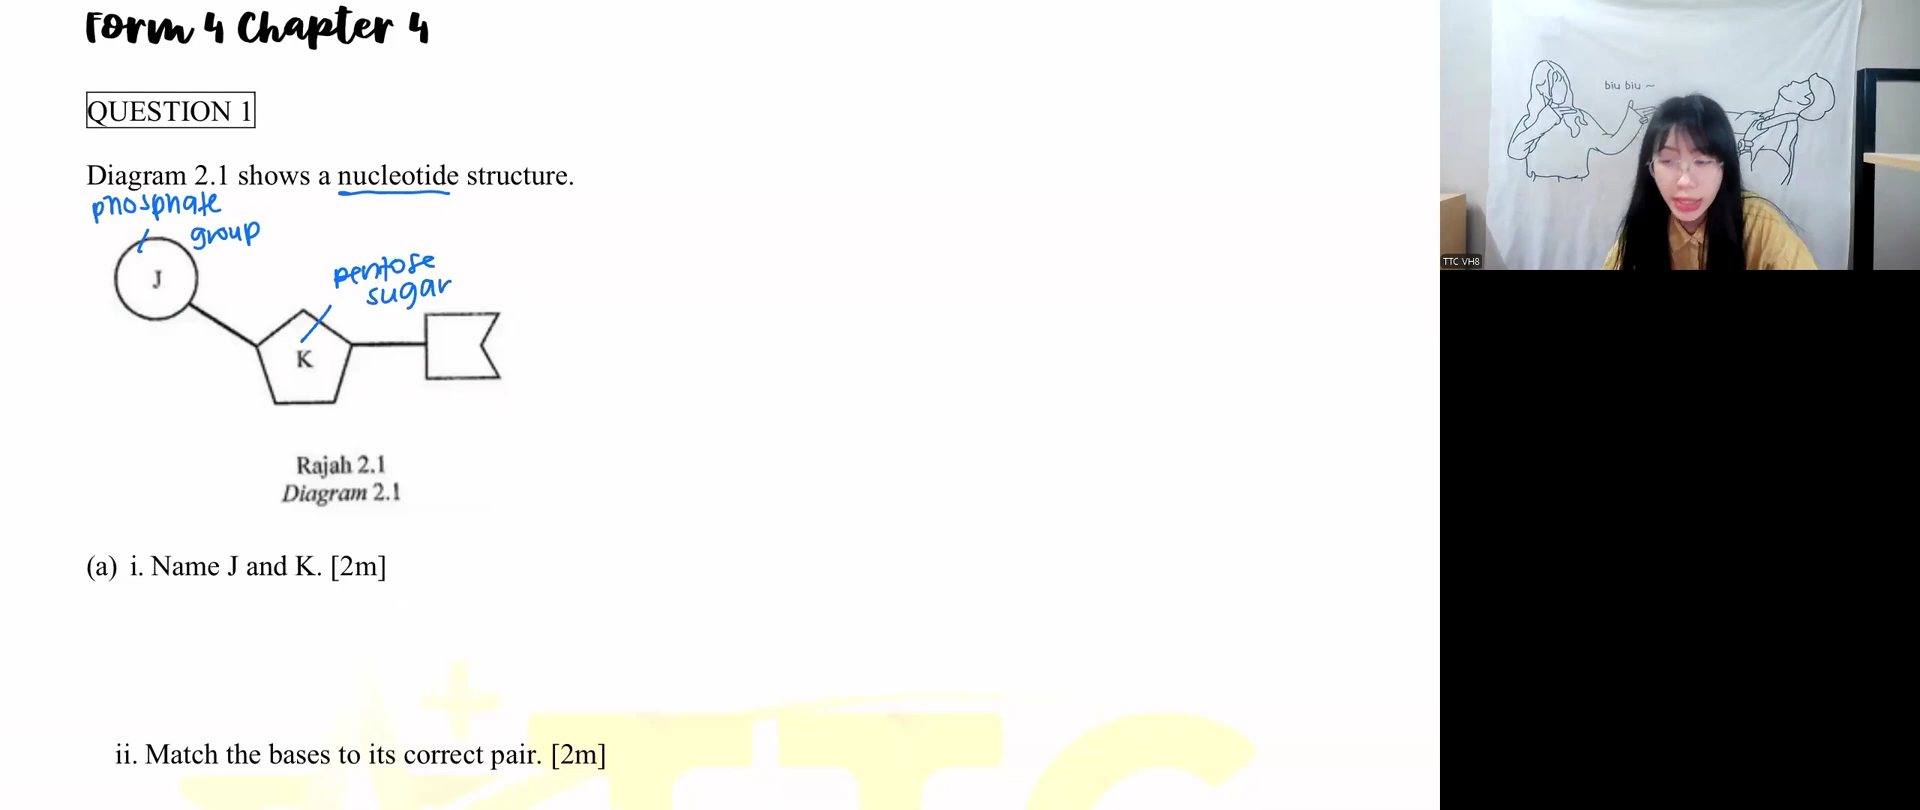 Form 4 Chapter 4
QUESTION 1
Diagram 2.1 shows a nucleotide structure.
phosphate
group
J
pentose
sugar
K
Rajah 2.1
Diagram 2.1
(a) i. Name J and K. [2m]
ii. Match the bases to its correct pair. [2m]
TTC
biu biu ~
TTC VH8